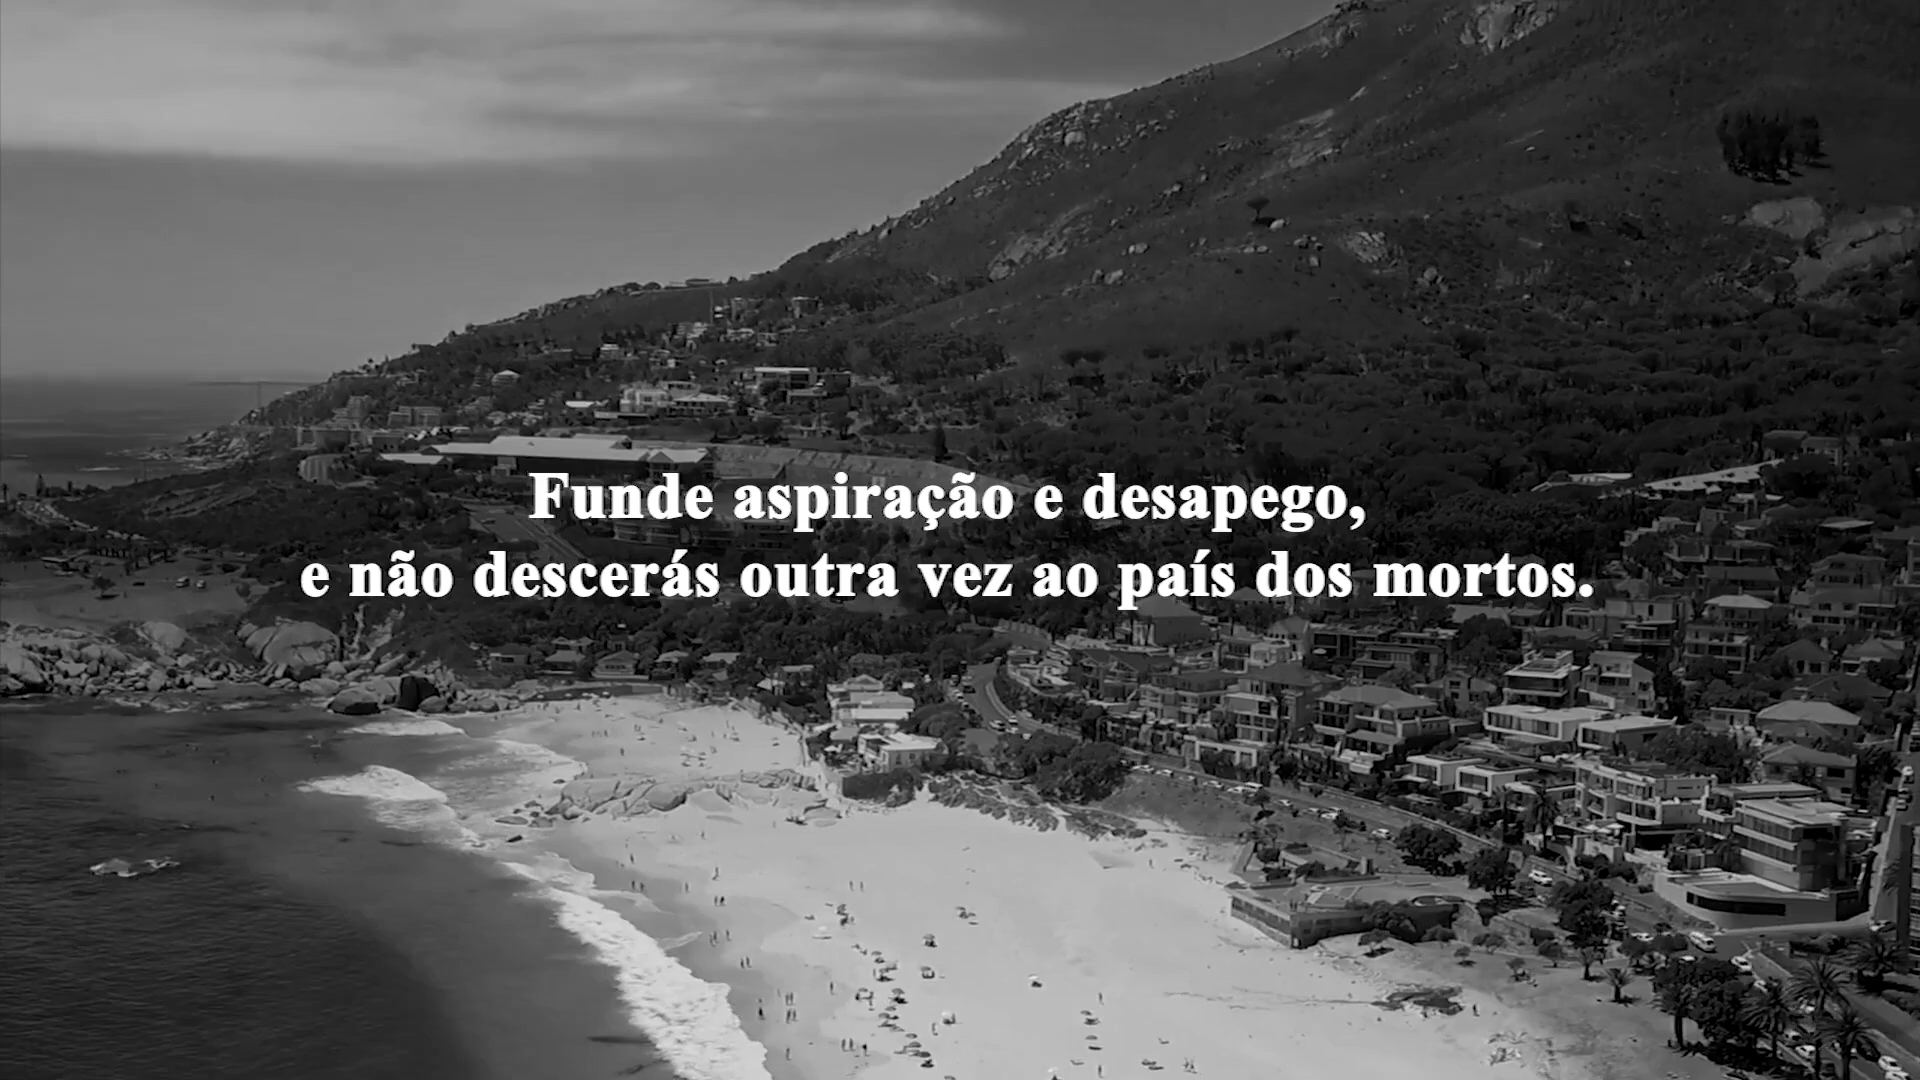 Funde aspiração e desapego,
e não descerás outra vez ao país dos mortos.